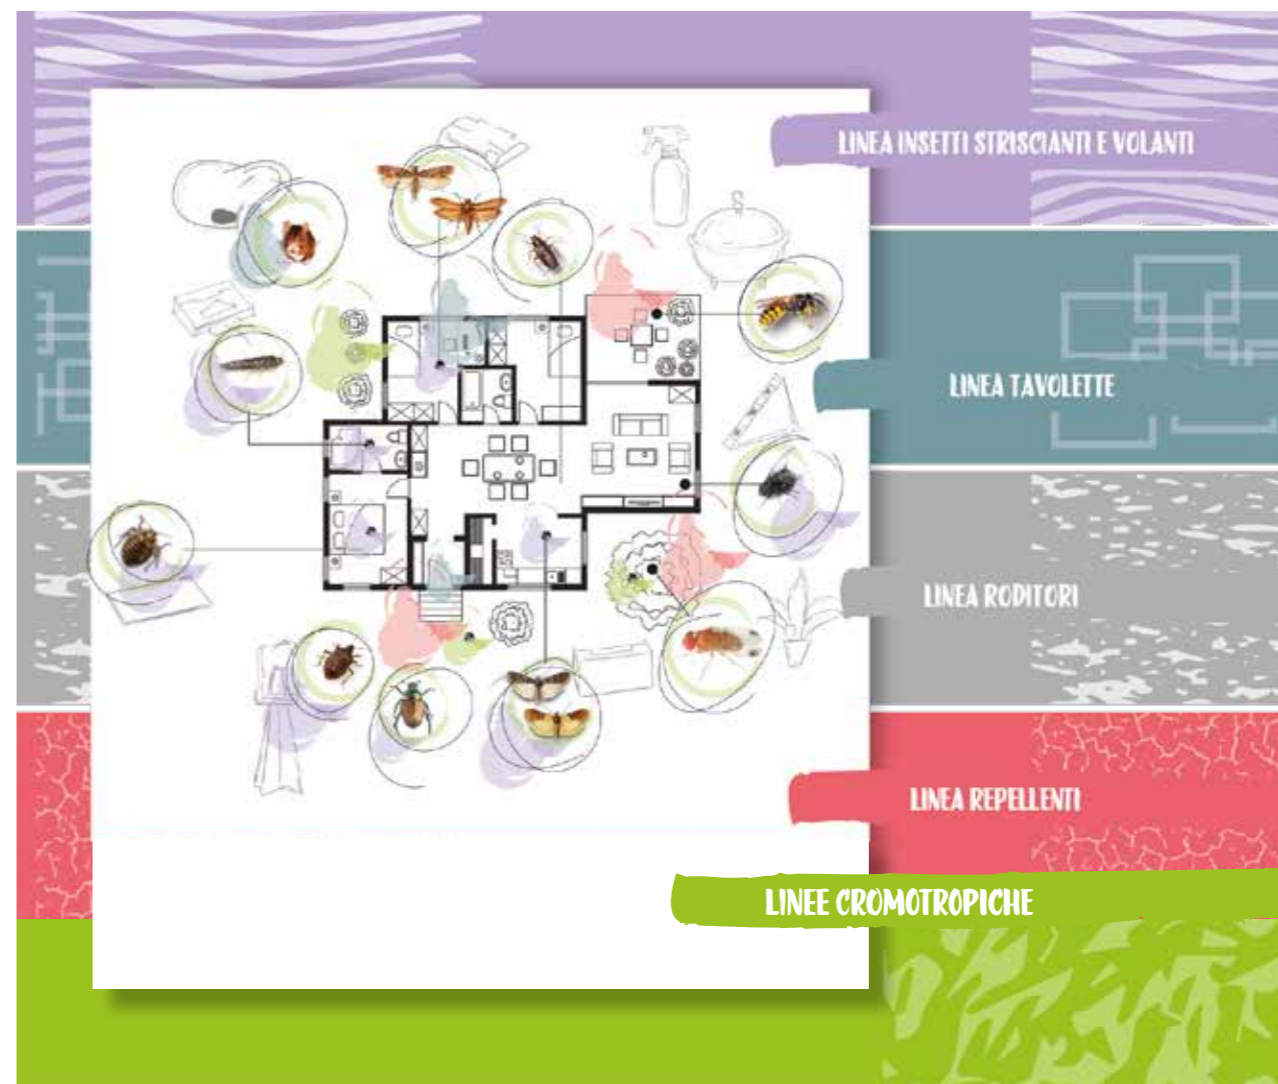 LINEA INSETTI STRISCIANTI E VOLANTI
LINEA TAVOLETTE
LINEA RODITORI
LINEA REPELLENTI
LINEE CROMOTROPICHE